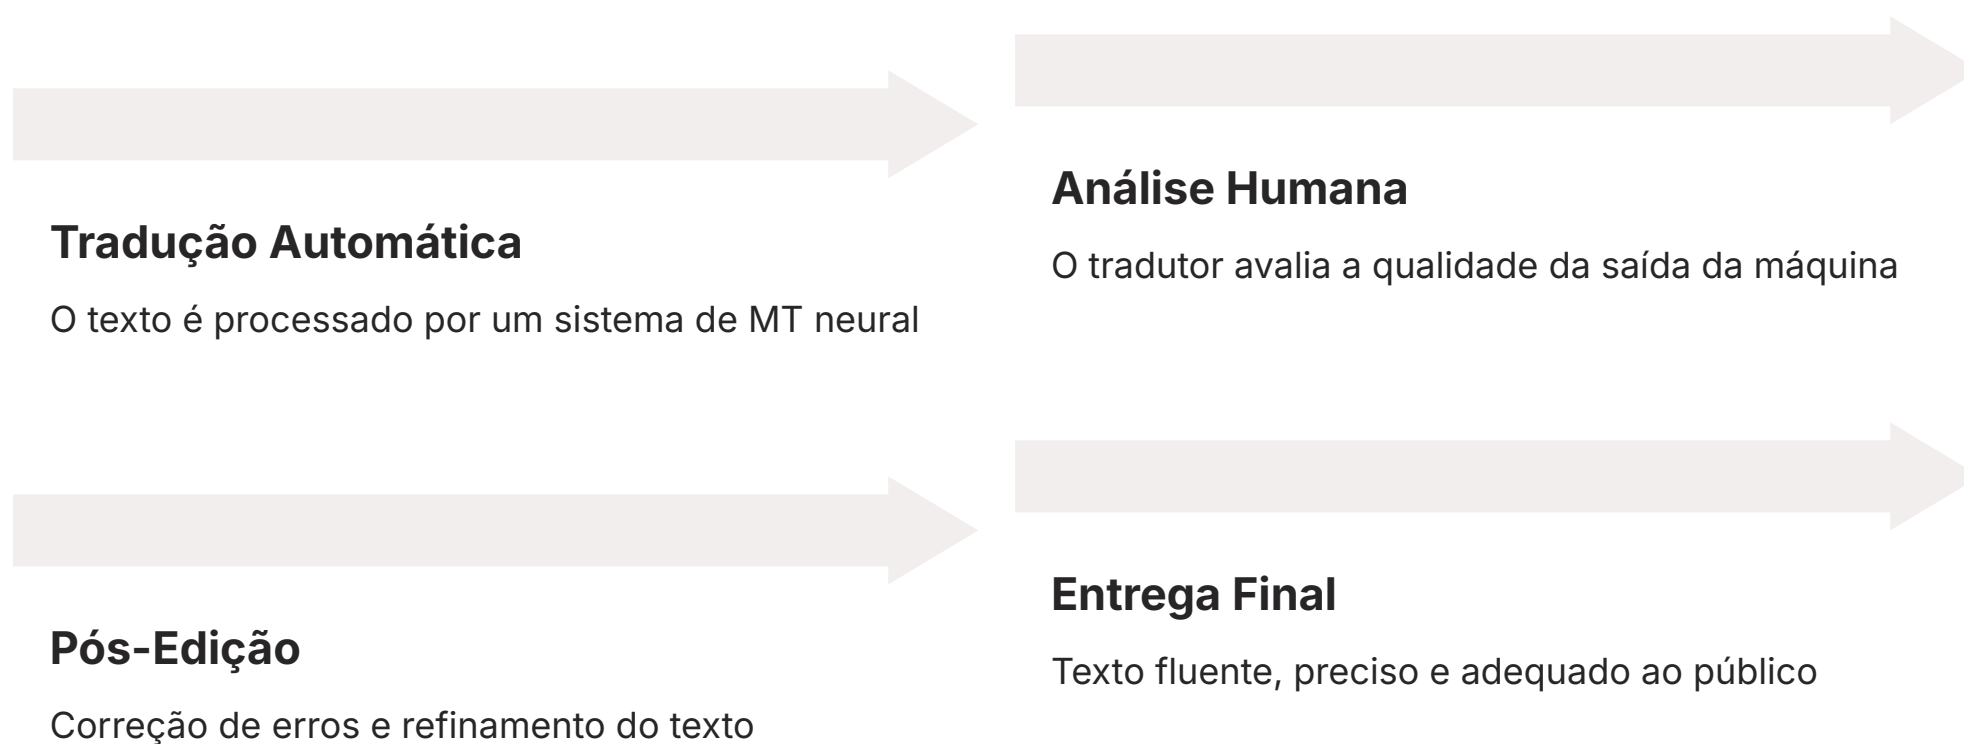 Tradução Automática
O texto é processado por um sistema de MT neural
Análise Humana
O tradutor avalia a qualidade da saída da máquina
Pós-Edição
Correção de erros e refinamento do texto
Entrega Final
Texto fluente, preciso e adequado ao público